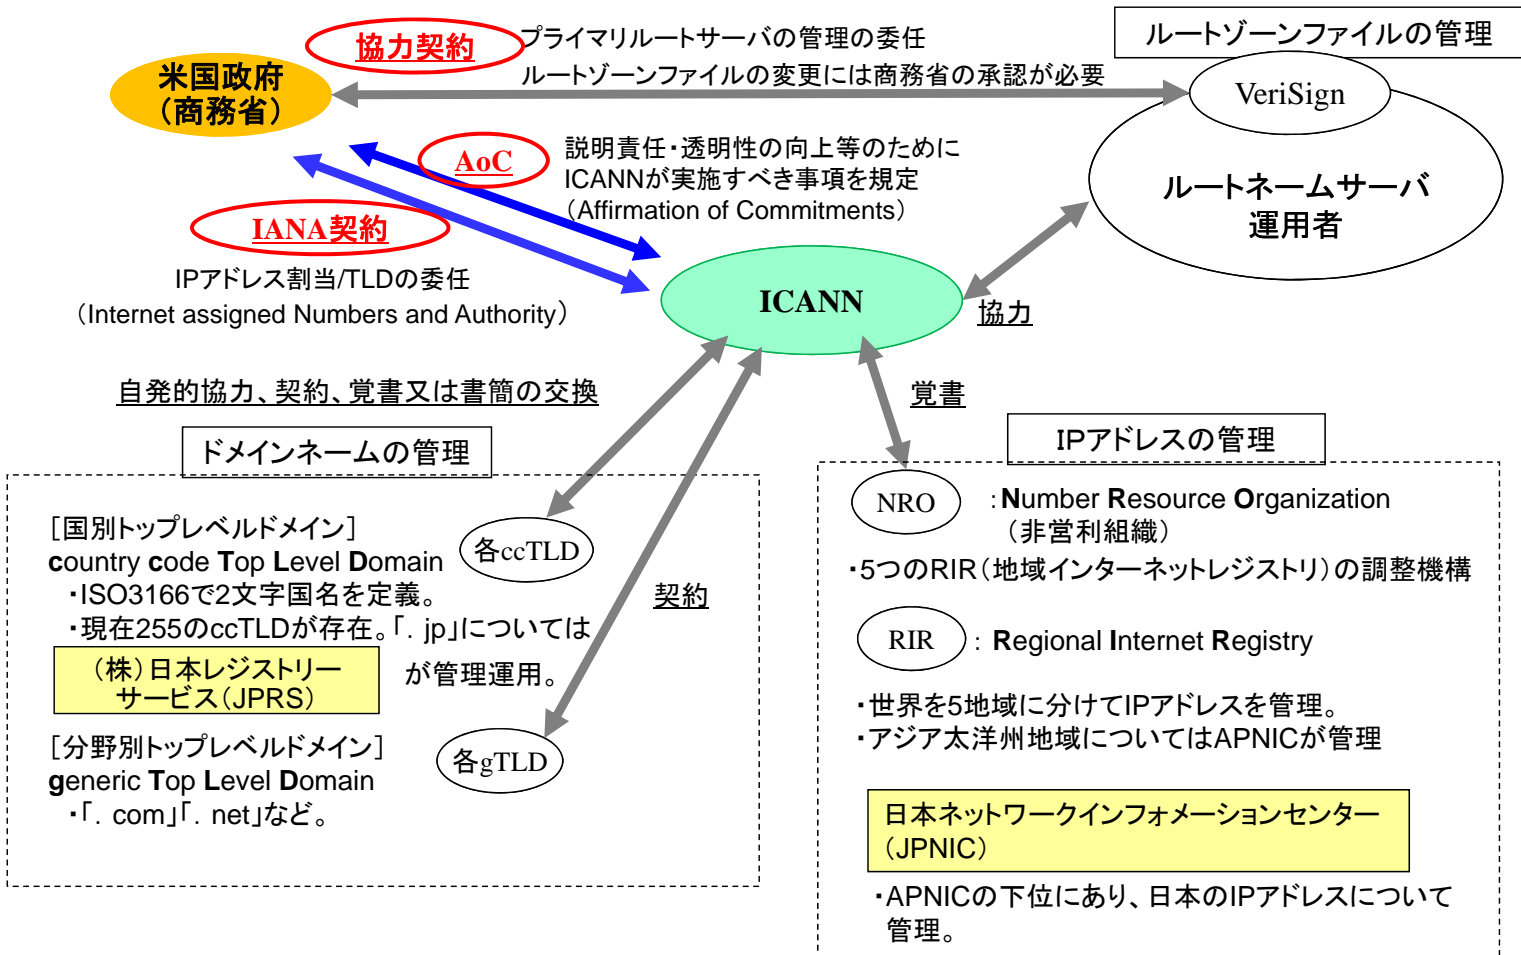 協力契約
プライマリルートサーバの管理の委任
ルートゾーンファイルの変更には商務省の承認が必要
ルートゾーンファイルの管理
米国政府
（商務省）
VeriSign
ルートネームサーバ
運用者
AoC
説明責任・透明性の向上等のために
ICANNが実施すべき事項を規定
（Affirmation of Commitments）
IANA契約
IPアドレス割当/TLDの委任
（Internet assigned Numbers and Authority）
ICANN
協力
自発的協力、契約、覚書又は書簡の交換
覚書
契約
ドメインネームの管理
［国別トップレベルドメイン］
country code Top Level Domain
・ISO3166で2文字国名を定義。
・現在255のccTLDが存在。「．jp」については
（株）日本レジストリー
サービス（JPRS）
が管理運用。
各ccTLD
［分野別トップレベルドメイン］
generic Top Level Domain
・「．com」「．net」など。
各gTLD
IPアドレスの管理
NRO
：Number Resource Organization
（非営利組織）
・5つのRIR（地域インターネットレジストリ）の調整機構
RIR
：Regional Internet Registry
・世界を5地域に分けてIPアドレスを管理。
・アジア太洋州地域についてはAPNICが管理
日本ネットワークインフォメーションセンター
（JPNIC）
・APNICの下位にあり、日本のIPアドレスについて
管理。